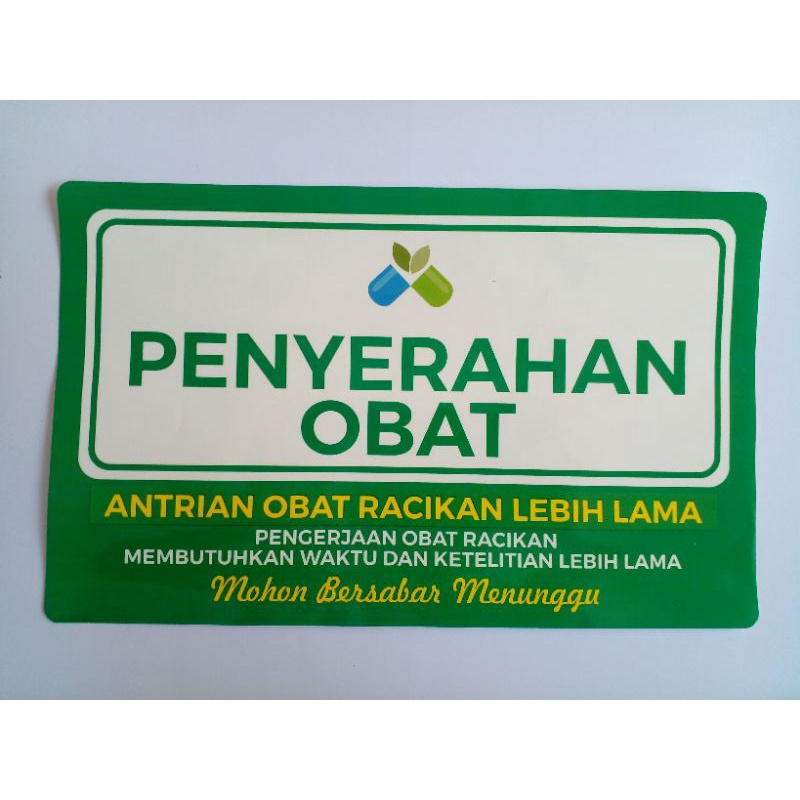 PENYERAHAN
OBAT
ANTRIAN OBAT RACIKAN LEBIH LAMA
PENGERJAAN OBAT RACIKAN
MEMBUTUHKAN WAKTU DAN KETELITIAN LEBIH LAMA
Mohon Bersabar Menunggu